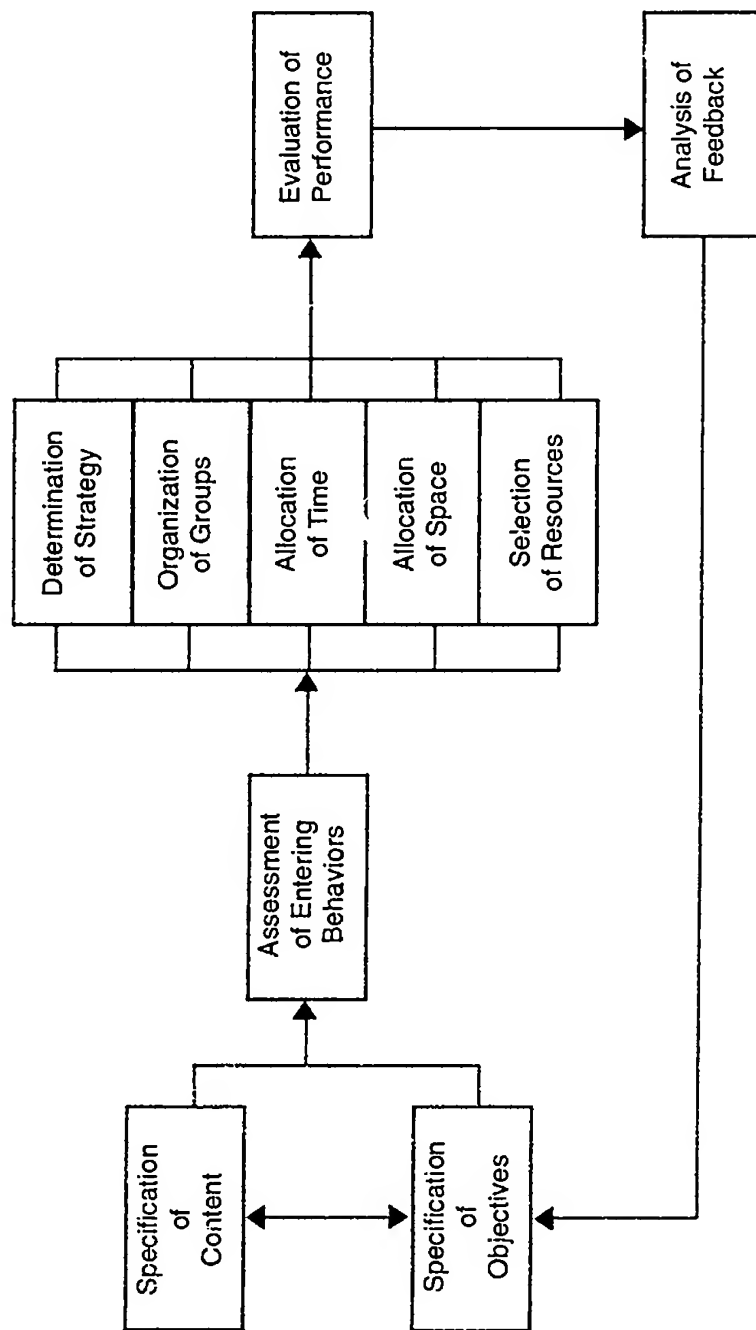 Specification
of
Content
Specification
of
Objectives
Assessment
of Entering
Behaviors
Determination
of Strategy
Organization
of Groups
Allocation
of Time
Allocation
of Space
Selection
of Resources
Evaluation of
Performance
Analysis of
Feedback